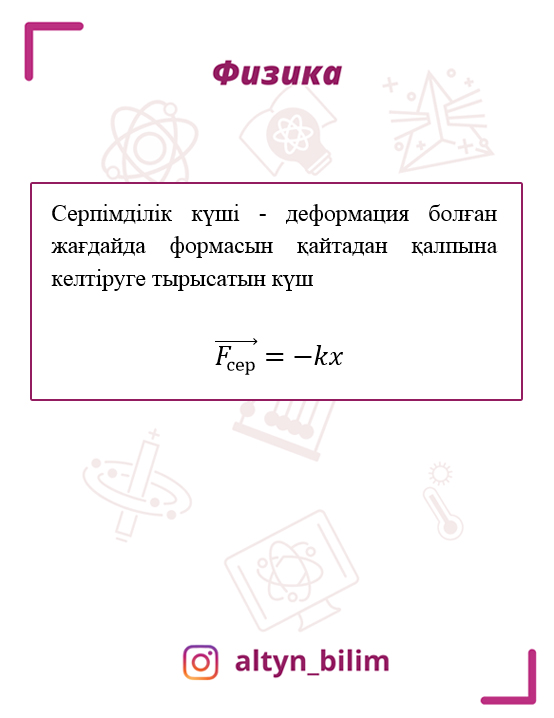 Физика
Серпімділік күші - деформация болған
жағдайда формасын қайтадан қалпына
келтіруге тырысатын күш
$\overrightarrow{F_{\text{сер}}} = -kx$
altyn_bilim